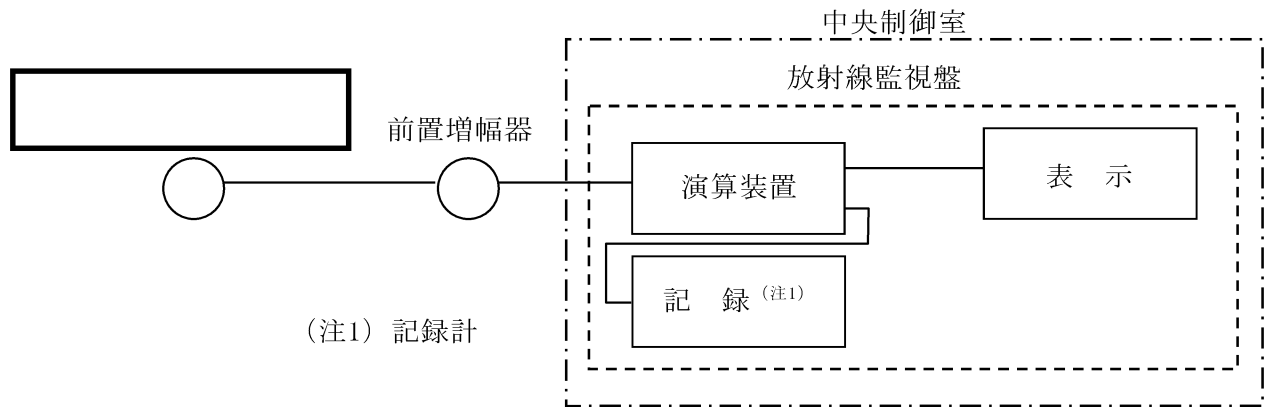 中央制御室
放射線監視盤
前置増幅器
演算装置
表　示
記　録（注1）
（注1）記録計